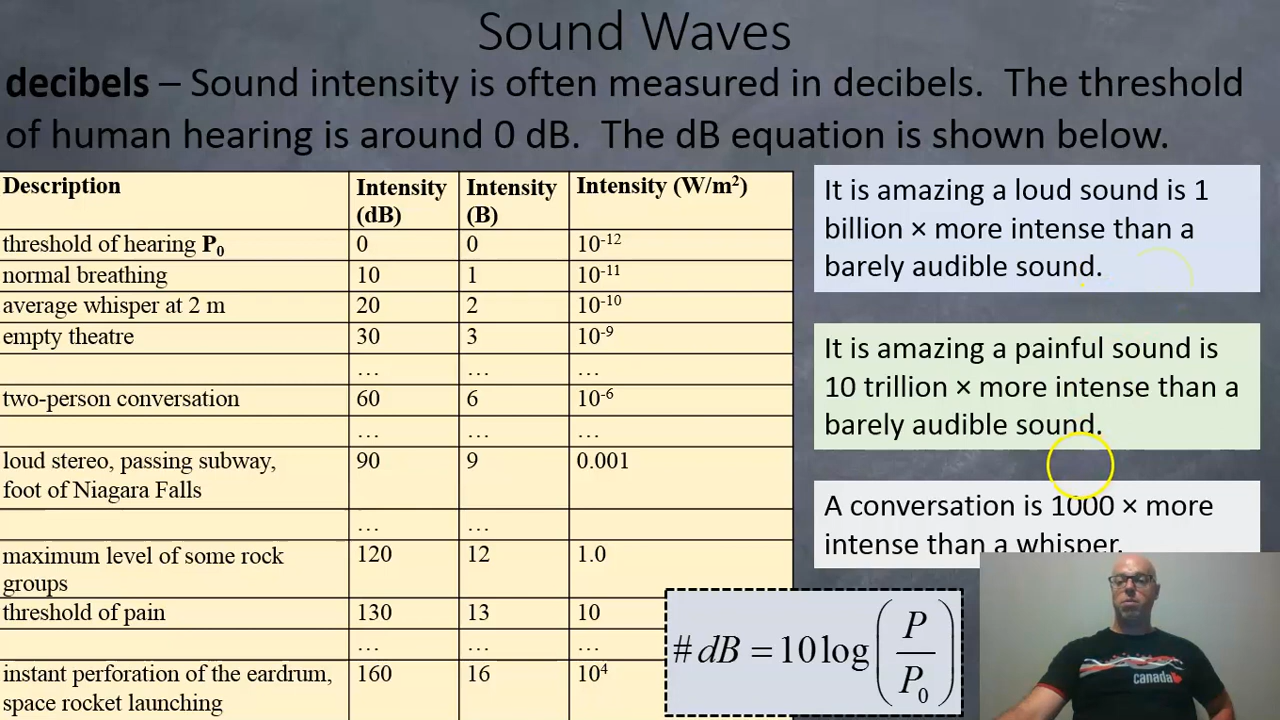 Sound Waves
decibels – Sound intensity is often measured in decibels. The threshold
of human hearing is around 0 dB. The dB equation is shown below.
Description Intensity (dB) Intensity (B) Intensity (W/m²)
threshold of hearing P₀ 0 0 10⁻¹²
normal breathing 10 1 10⁻¹¹
average whisper at 2 m 20 2 10⁻¹⁰
empty theatre 30 3 10⁻⁹
… … …
two-person conversation 60 6 10⁻⁶
… … …
loud stereo, passing subway,
foot of Niagara Falls 90 9 0.001
… …
maximum level of some rock
groups 120 12 1.0
threshold of pain 130 13 10
… … …
instant perforation of the eardrum,
space rocket launching 160 16 10⁴
It is amazing a loud sound is 1
billion × more intense than a
barely audible sound.
It is amazing a painful sound is
10 trillion × more intense than a
barely audible sound.
A conversation is 1000 × more
intense than a whisper.
# dB = 10 log (P / P₀)
canada